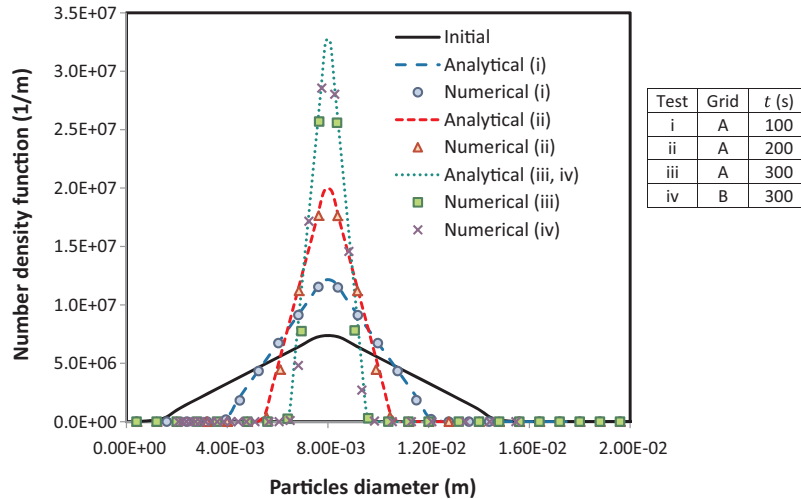 Number density function (1/m)
3.5E+07
3.0E+07
2.5E+07
2.0E+07
1.5E+07
1.0E+07
5.0E+06
0.0E+00
0.00E+00 4.00E-03 8.00E-03 1.20E-02 1.60E-02 2.00E-02
Particles diameter (m)
Initial
Analytical (i)
Numerical (i)
Analytical (ii)
Numerical (ii)
Analytical (iii, iv)
Numerical (iii)
Numerical (iv)
Test Grid t (s)
i A 100
ii A 200
iii A 300
iv B 300